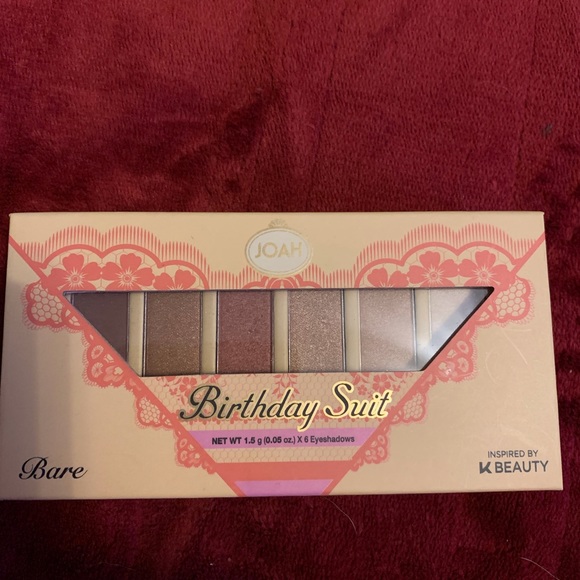 JOAH
Birthday Suit
NET WT 1.5 g (0.05 oz.) X 6 Eyeshadows
Bare
INSPIRED BY
K BEAUTY